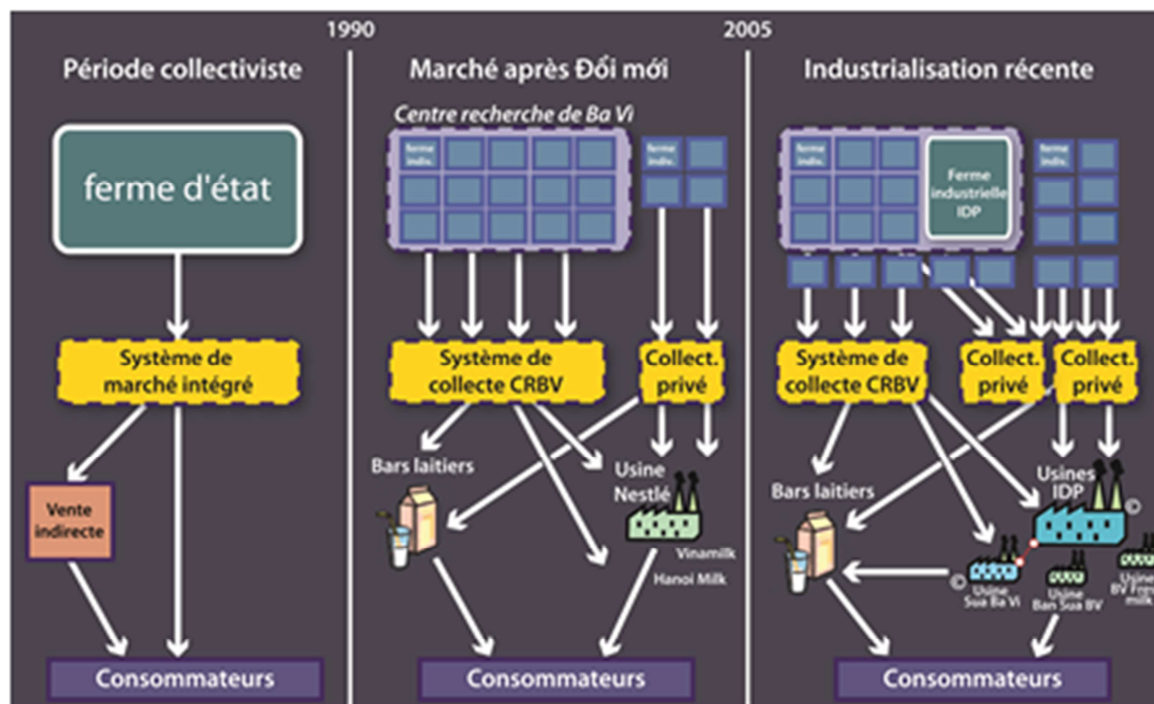 1990
2005
Période collectiviste
ferme d'état
Système de
marché intégré
Vente
indirecte
Consommateurs
Marché après Đổi mới
Centre recherche de Ba Vi
ferme
indiv.
ferme
indiv.
Système de
collecte CRBV
Collect.
privé
Bars laitiers
Usine
Nestlé
Vinamilk
Hanoi Milk
Consommateurs
Industrialisation récente
ferme
indiv.
Ferme
industrielle
IDP
ferme
indiv.
Système de
collecte CRBV
Collect.
privé
Collect.
privé
Bars laitiers
Usines
IDP
©
©
Usine
Sua Ba Vi
Usine
Ban Sua BV
Usine
BV
milk
Consommateurs